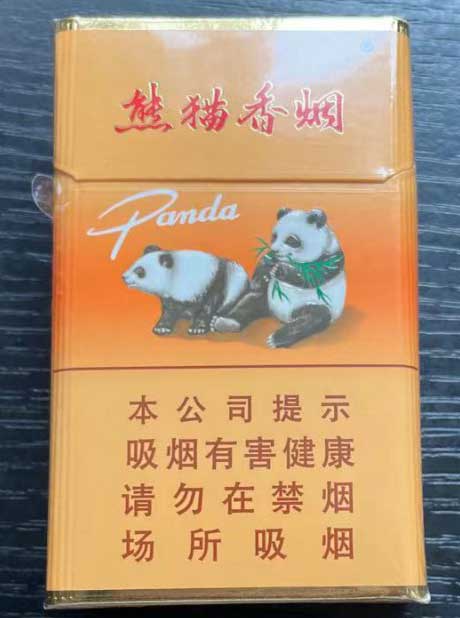 熊猫香烟
Panda
本公司提示
吸烟有害健康
请勿在禁烟
场所吸烟